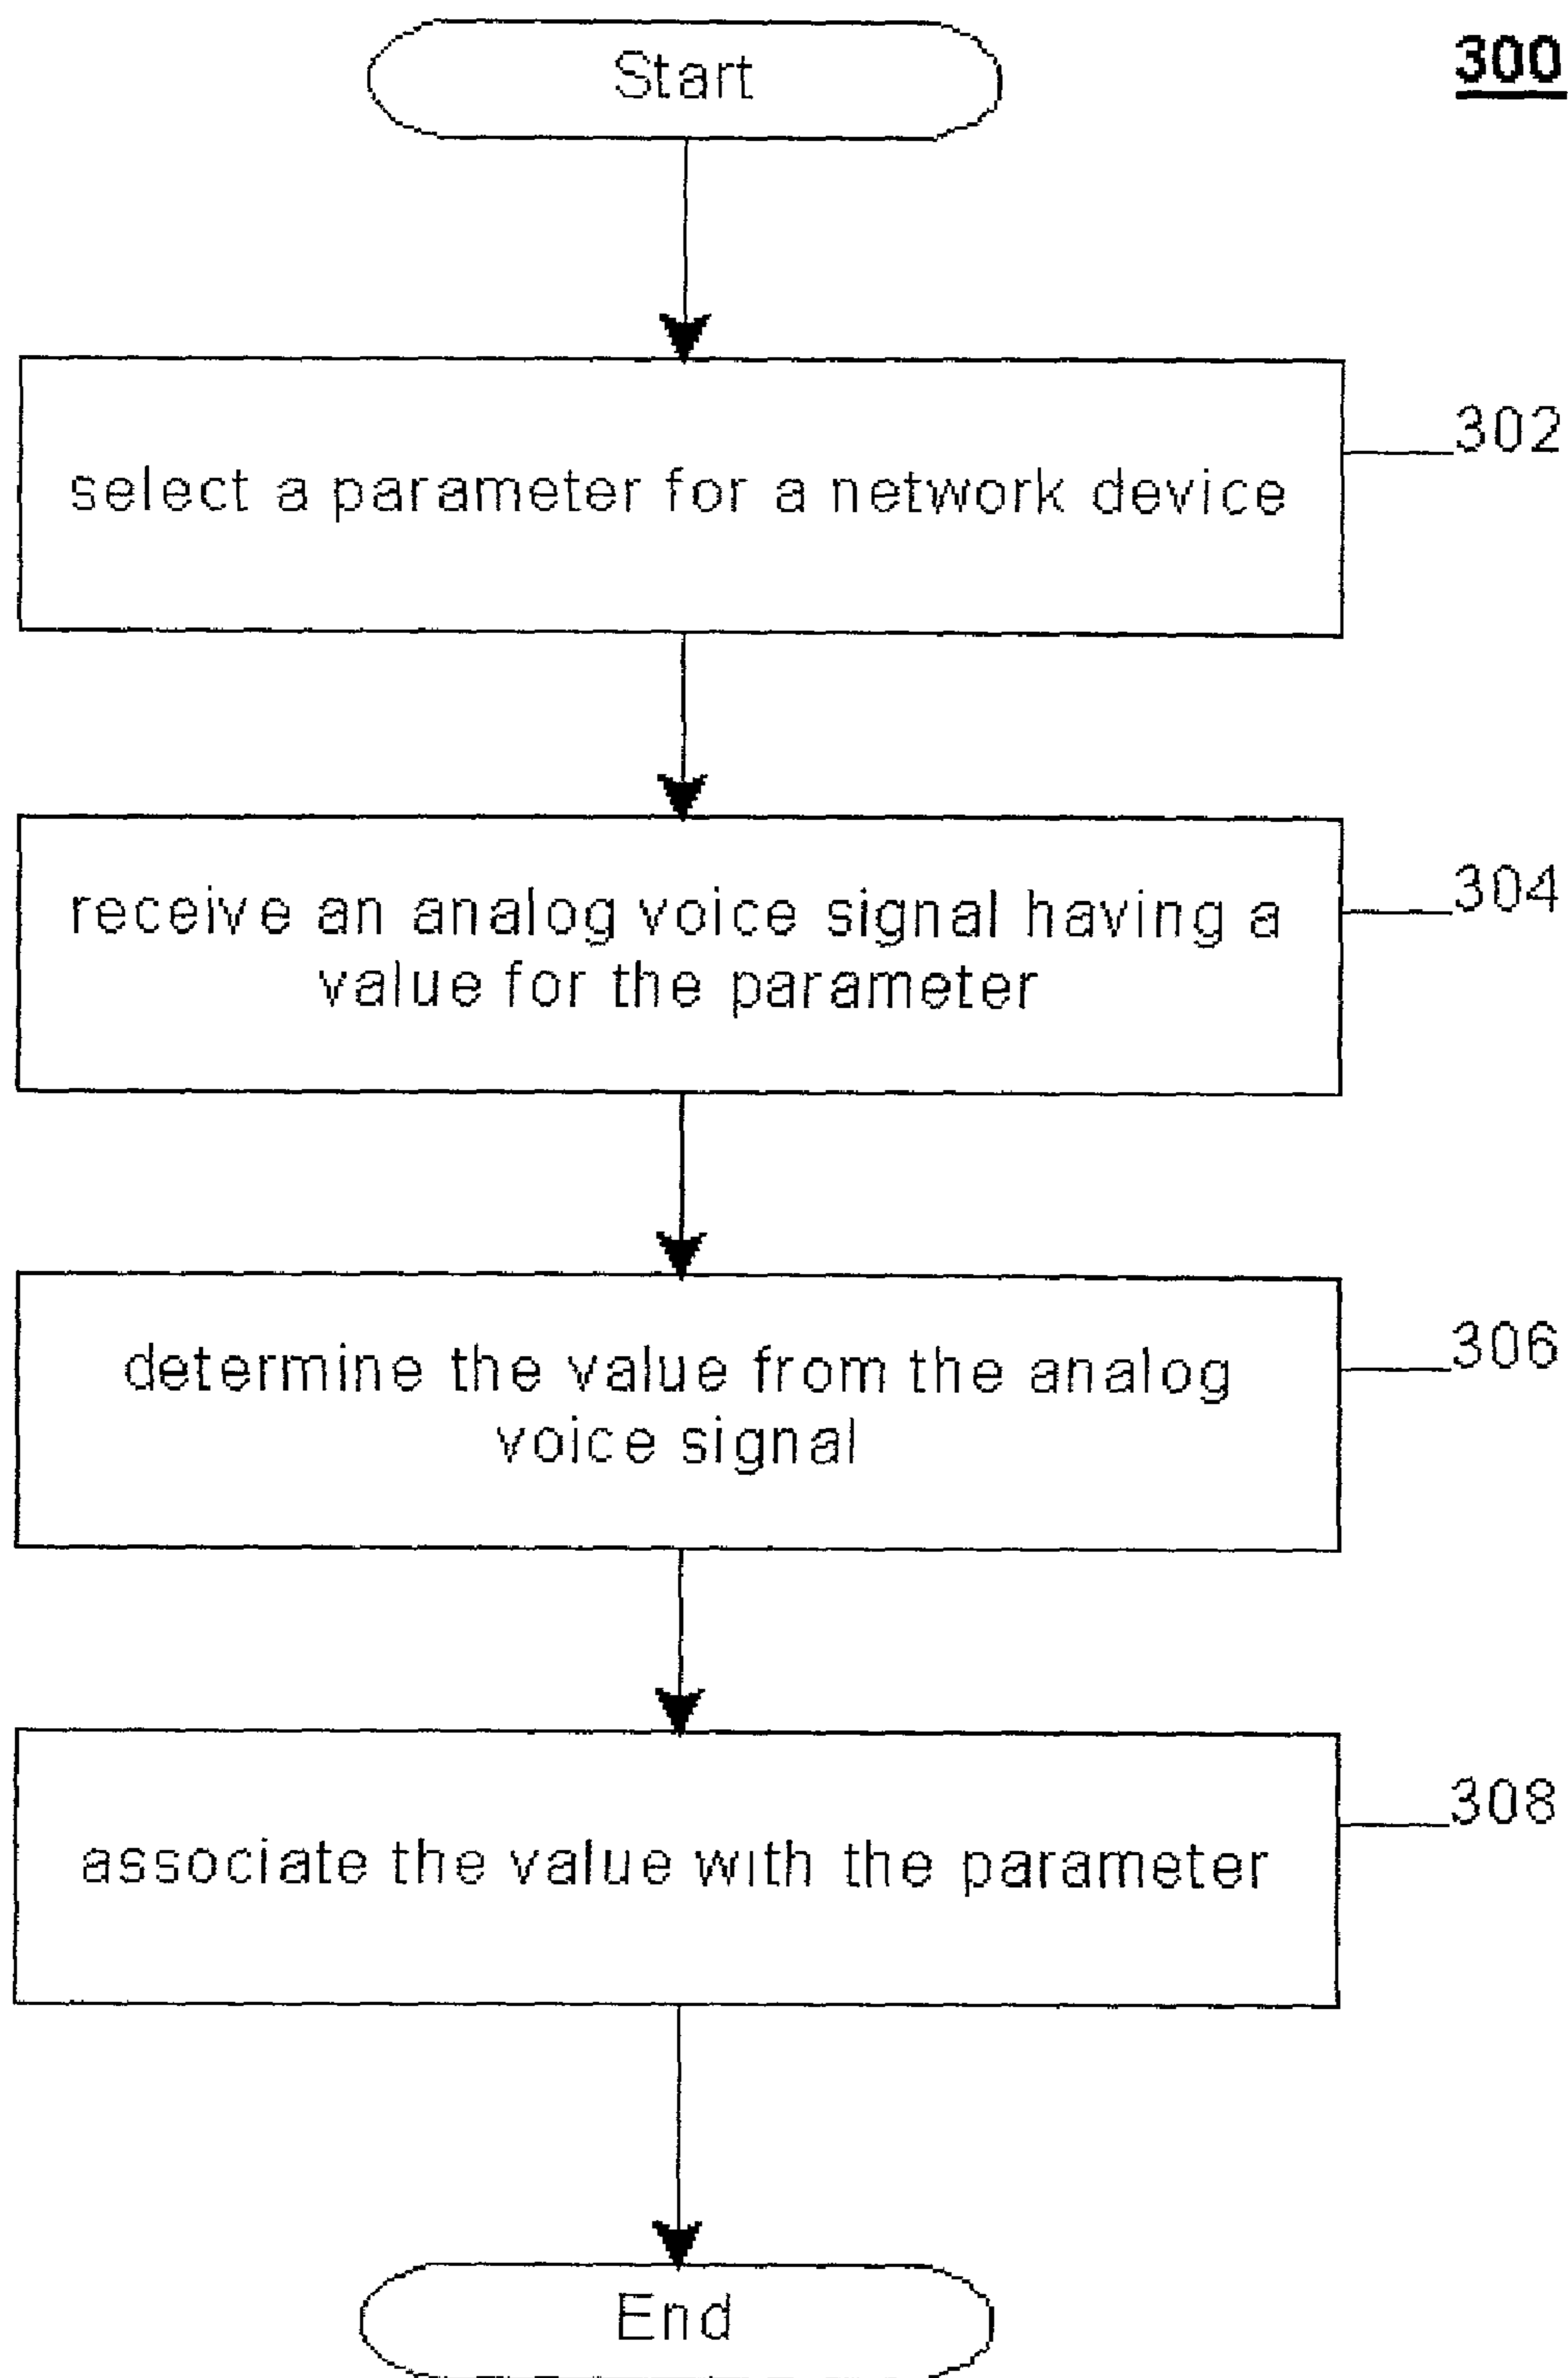 Start
300
select a parameter for a network device
302
receive an analog voice signal having a
value for the parameter
304
determine the value from the analog
voice signal
306
associate the value with the parameter
308
End